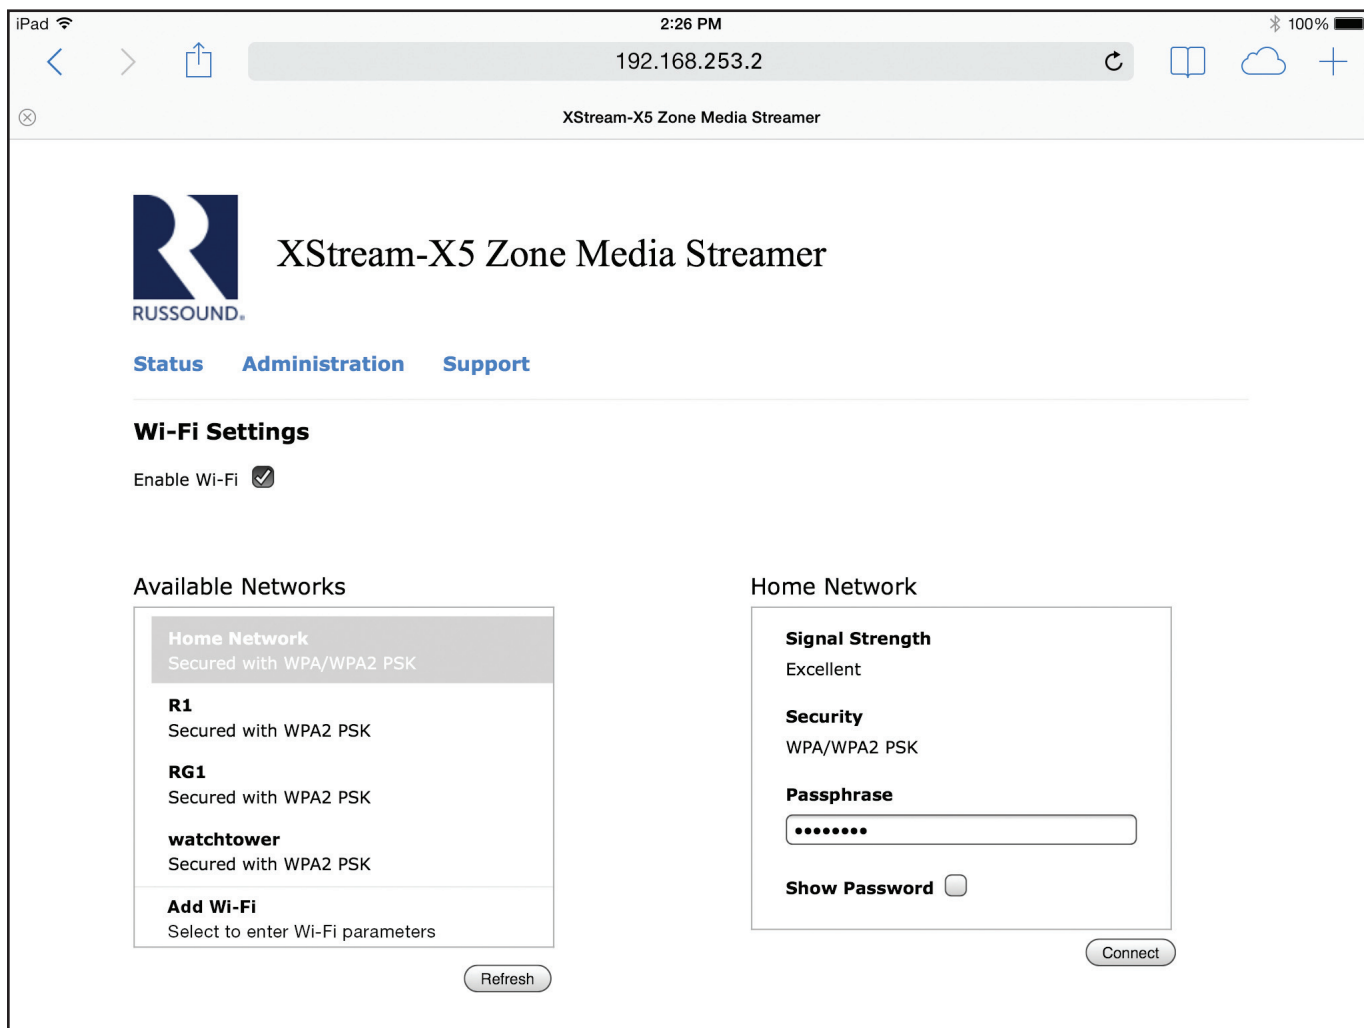 iPad 2:26 PM 100%
192.168.253.2
XStream-X5 Zone Media Streamer
RUSSOUND®
XStream-X5 Zone Media Streamer
Status Administration Support
Wi-Fi Settings
Enable Wi-Fi
Available Networks
Home Network
Secured with WPA/WPA2 PSK
R1
Secured with WPA2 PSK
RG1
Secured with WPA2 PSK
watchtower
Secured with WPA2 PSK
Add Wi-Fi
Select to enter Wi-Fi parameters
Refresh
Home Network
Signal Strength
Excellent
Security
WPA/WPA2 PSK
Passphrase
••••••••
Show Password
Connect